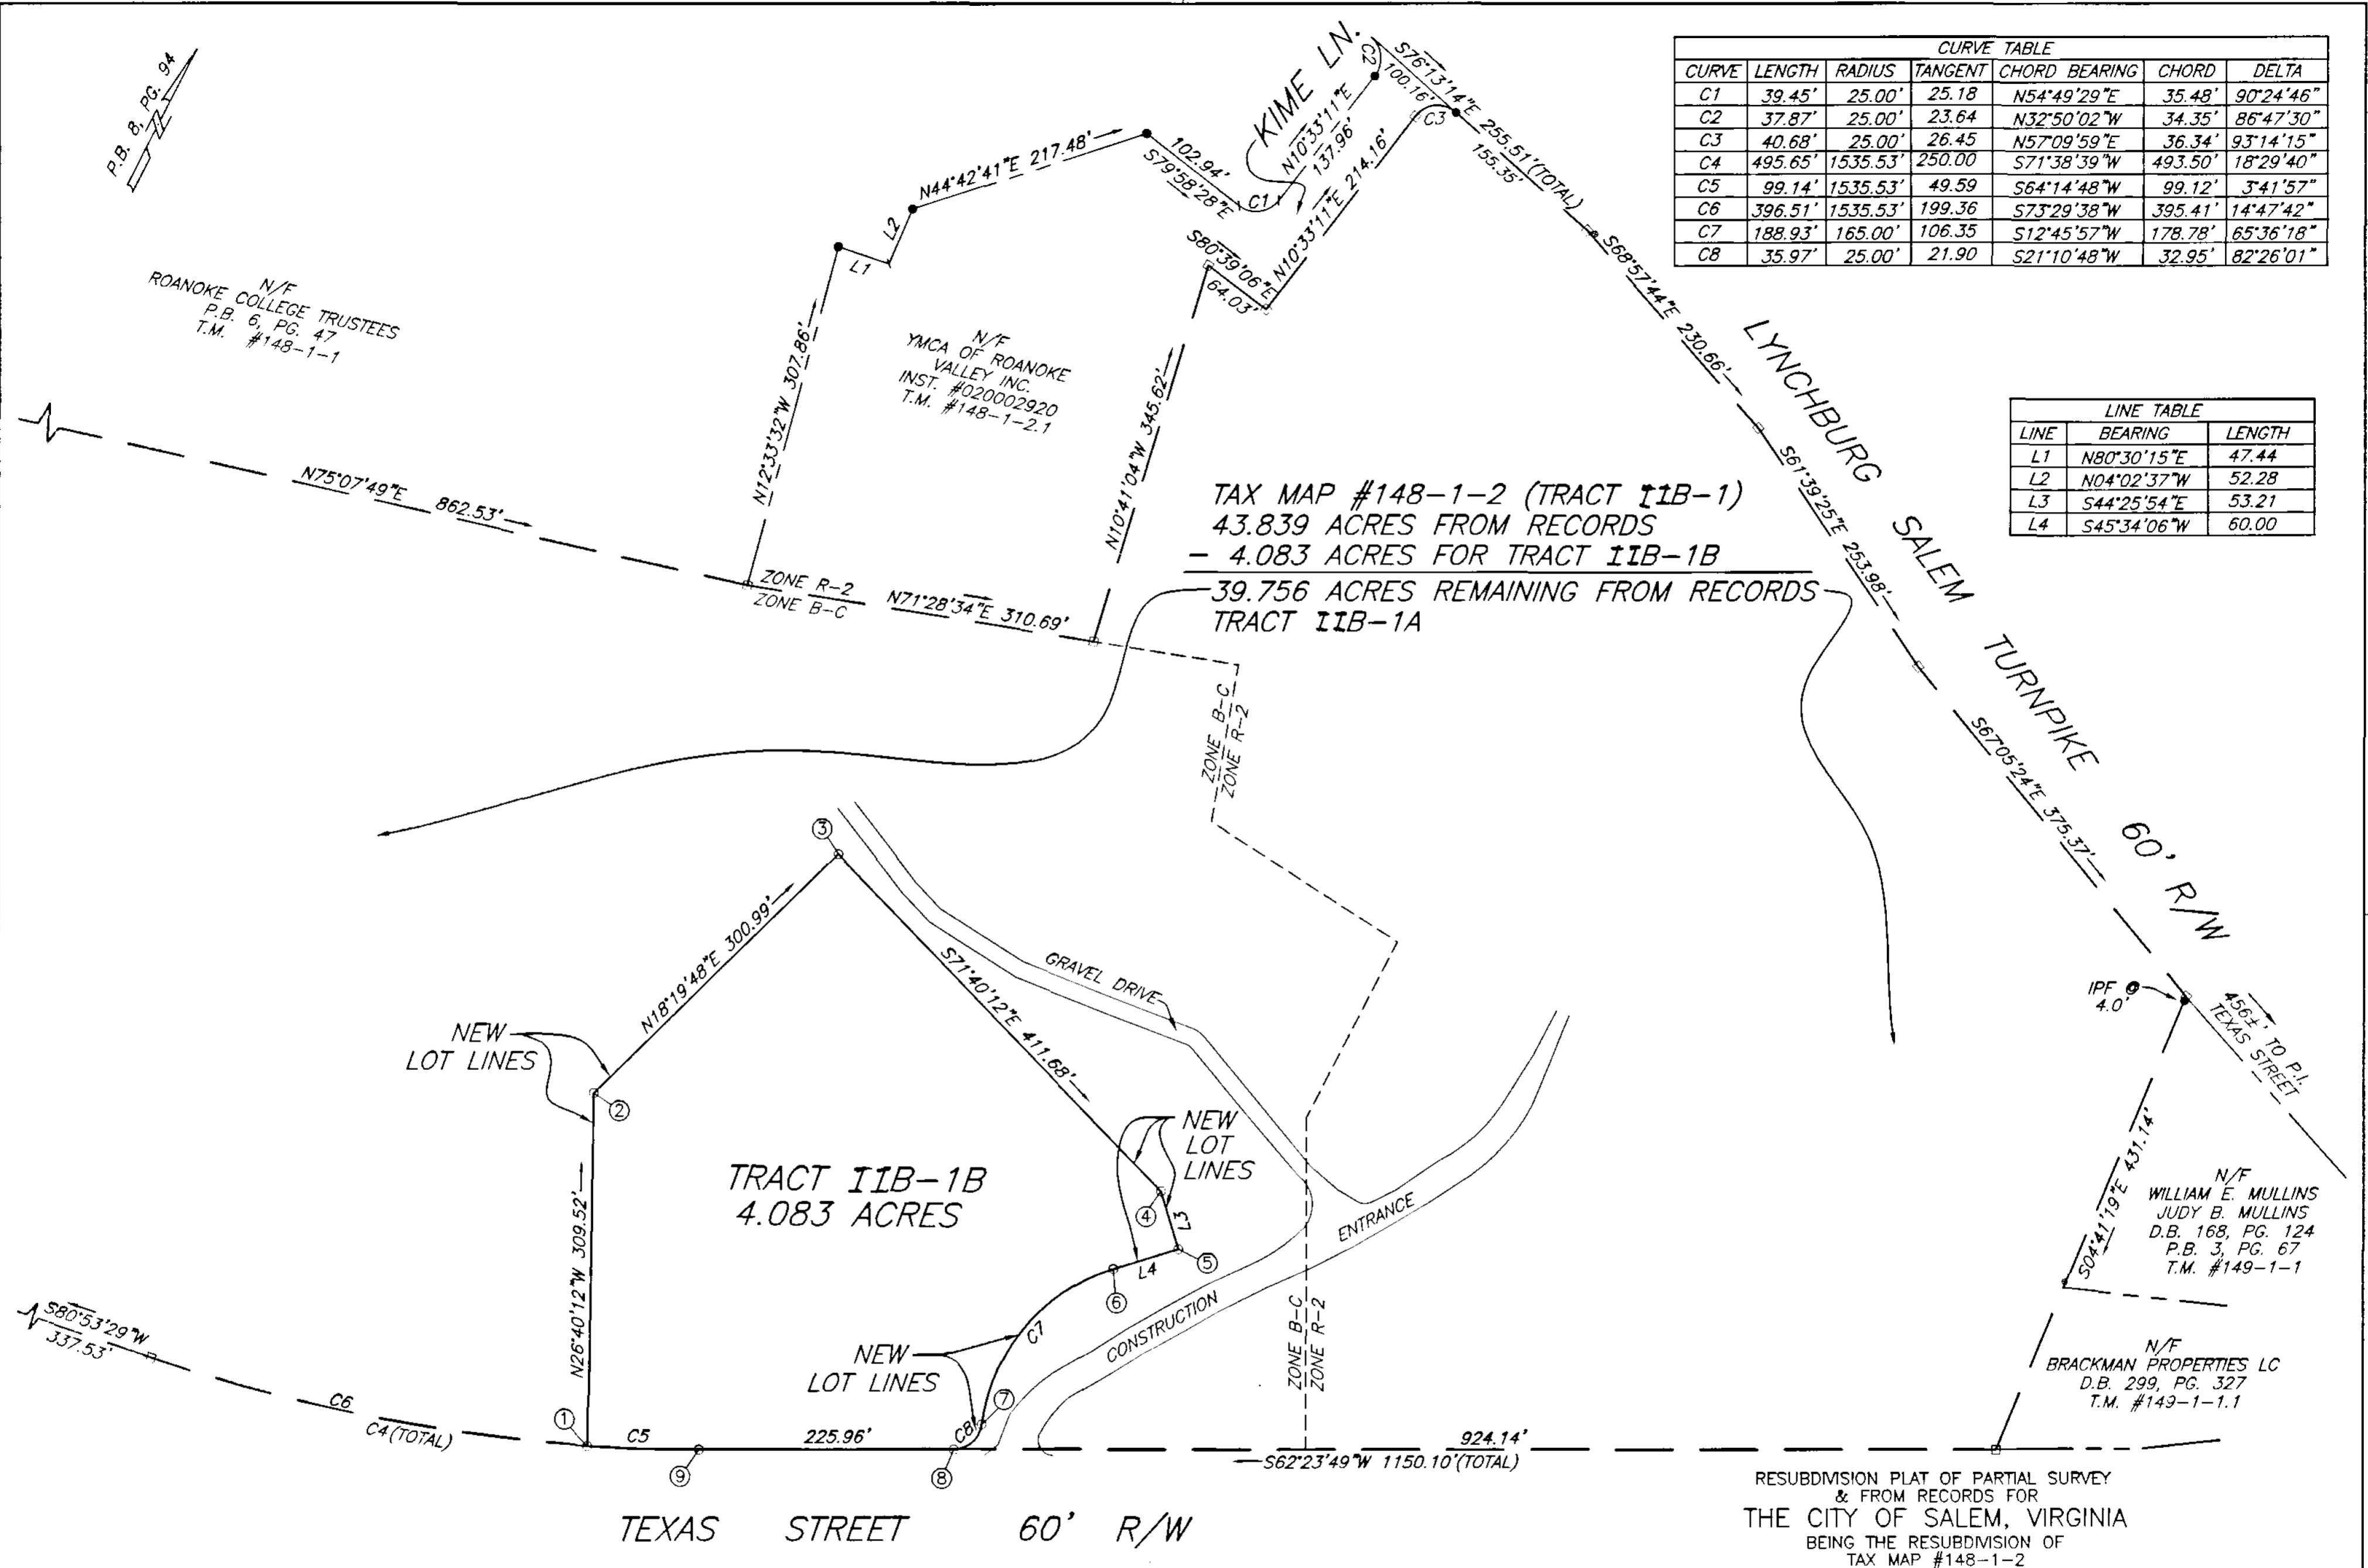 P.B. 8, PG. 94
KIME LN.
C2
S76°13'14"E
100.16'
255.51'(TOTAL)
155.35'
C3
N10°33'11"E
137.96'
N10°33'11"E 214.16'
C1
102.94'
S79°58'28"E
N44°42'41"E 217.48'
L2
L1
S80°39'06"E
64.03'
CURVE TABLE
CURVE LENGTH RADIUS TANGENT CHORD BEARING CHORD DELTA
C1 39.45' 25.00' 25.18 N54°49'29"E 35.48' 90°24'46"
C2 37.87' 25.00' 23.64 N32°50'02"W 34.35' 86°47'30"
C3 40.68' 25.00' 26.45 N57°09'59"E 36.34' 93°14'15"
C4 495.65' 1535.53' 250.00 S71°38'39"W 493.50' 18°29'40"
C5 99.14' 1535.53' 49.59 S64°14'48"W 99.12' 3°41'57"
C6 396.51' 1535.53' 199.36 S73°29'38"W 395.41' 14°47'42"
C7 188.93' 165.00' 106.35 S12°45'57"W 178.78' 65°36'18"
C8 35.97' 25.00' 21.90 S21°10'48"W 32.95' 82°26'01"
N/F
ROANOKE COLLEGE TRUSTEES
P.B. 6, PG. 47
T.M. #148-1-1
N12°33'32"W 307.86'
N/F
YMCA OF ROANOKE
VALLEY INC.
INST. #020002920
T.M. #148-1-2.1
N10°41'04"W 345.62'
S68°57'44"E 230.66'
LYNCHBURG SALEM TURNPIKE 60' R/W
LINE TABLE
LINE BEARING LENGTH
L1 N80°30'15"E 47.44
L2 N04°02'37"W 52.28
L3 S44°25'54"E 53.21
L4 S45°34'06"W 60.00
N75°07'49"E 862.53'
ZONE R-2
ZONE B-C
N71°28'34"E 310.69'
TAX MAP #148-1-2 (TRACT IIB-1)
43.839 ACRES FROM RECORDS
- 4.083 ACRES FOR TRACT IIB-1B
39.756 ACRES REMAINING FROM RECORDS
TRACT IIB-1A
S61°39'25"E 253.98'
S67°05'24"E 375.37'
ZONE B-C
ZONE R-2
3
N18°19'48"E 300.99'
S71°40'12"E 411.68'
GRAVEL DRIVE
IPF
4.0'
456±' TO P.I.
TEXAS STREET
NEW
LOT LINES
2
NEW
LOT
LINES
TRACT IIB-1B
4.083 ACRES
4
L3
5
L4
6
ENTRANCE
CONSTRUCTION
S04°41'19"E 431.14'
N/F
WILLIAM E. MULLINS
JUDY B. MULLINS
D.B. 168, PG. 124
P.B. 3, PG. 67
T.M. #149-1-1
N26°40'12"W 309.52'
S80°53'29"W
337.53'
C6
C4(TOTAL)
NEW
LOT LINES
C7
7
C8
ZONE B-C
ZONE R-2
N/F
BRACKMAN PROPERTIES LC
D.B. 299, PG. 327
T.M. #149-1-1.1
1
C5
225.96'
924.14'
S62°23'49"W 1150.10'(TOTAL)
9
8
TEXAS STREET 60' R/W
RESUBDIVISION PLAT OF PARTIAL SURVEY
& FROM RECORDS FOR
THE CITY OF SALEM, VIRGINIA
BEING THE RESUBDIVISION OF
TAX MAP #148-1-2